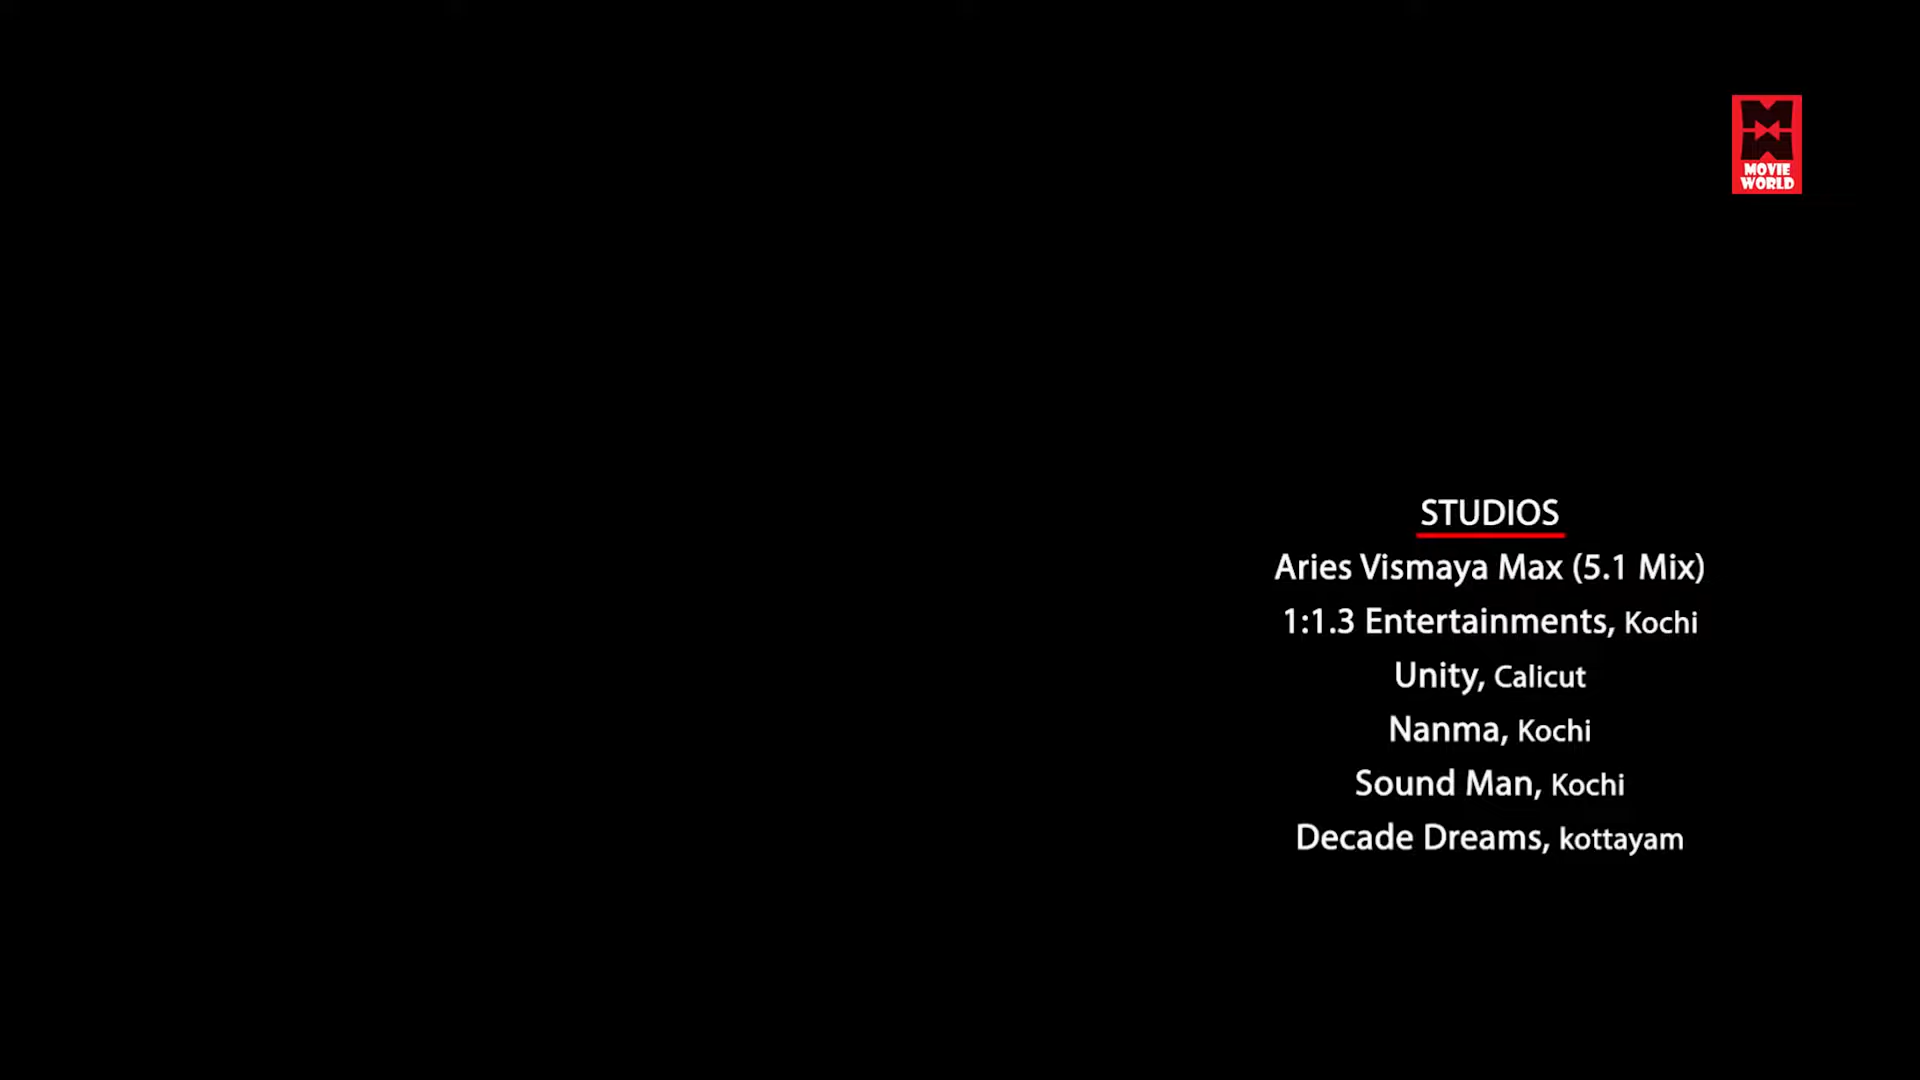 MOVIE
WORLD
STUDIOS
Aries Vismaya Max (5.1 Mix)
1:1.3 Entertainments, Kochi
Unity, Calicut
Nanma, Kochi
Sound Man, Kochi
Decade Dreams, kottayam